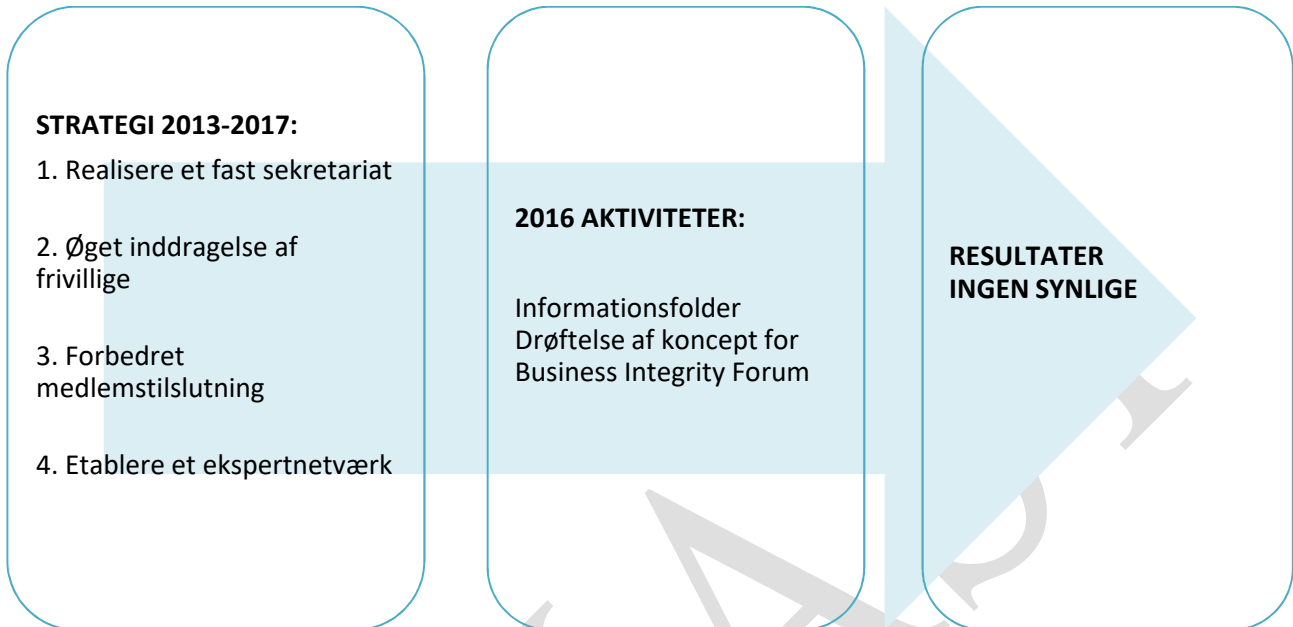 STRATEGI 2013-2017:
1. Realisere et fast sekretariat
2. Øget inddragelse af
frivillige
3. Forbedret
medlemstilslutning
4. Etablere et ekspertnetværk
2016 AKTIVITETER:
Informationsfolder
Drøftelse af koncept for
Business Integrity Forum
RESULTATER
INGEN SYNLIGE